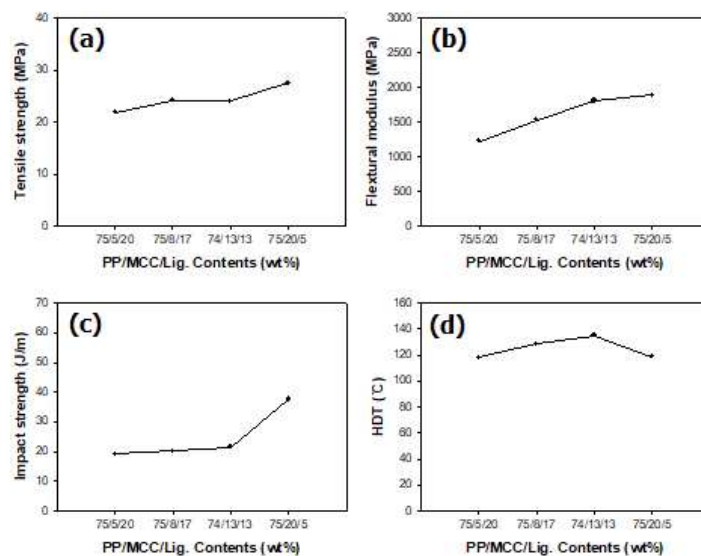 (a)
Tensile strength (MPa)
40
30
20
10
0
75/5/20 75/8/17 74/13/13 75/20/5
PP/MCC/Lig. Contents (wt%)
(b)
Flextural modulus (MPa)
3000
2500
2000
1500
1000
500
0
75/5/20 75/8/17 74/13/13 75/20/5
PP/MCC/Lig. Contents (wt%)
(c)
Impact strength (J/m)
70
60
50
40
30
20
10
0
75/5/20 75/8/17 74/13/13 75/20/5
PP/MCC/Lig. Contents (wt%)
(d)
HDT (℃)
160
140
120
100
80
60
40
20
0
75/5/20 75/8/17 74/13/13 75/20/5
PP/MCC/Lig. Contents (wt%)